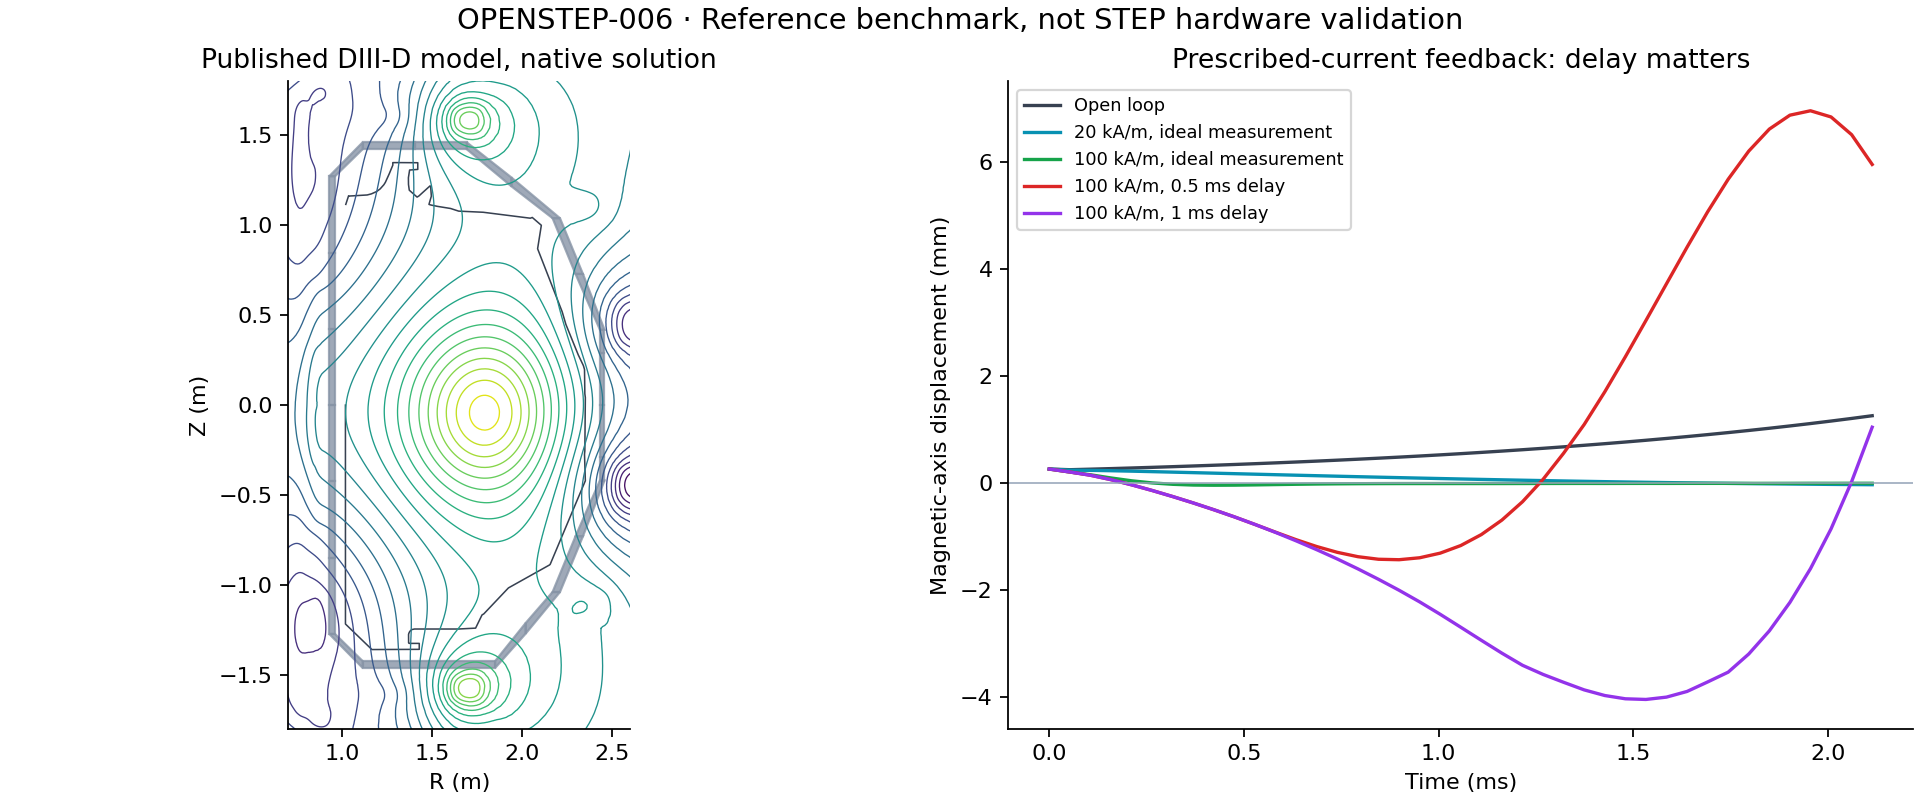 OPENSTEP-006 · Reference benchmark, not STEP hardware validation
Published DIII-D model, native solution
Z (m)
1.5
1.0
0.5
0.0
−0.5
−1.0
−1.5
1.0 1.5 2.0 2.5
R (m)
Prescribed-current feedback: delay matters
Open loop
20 kA/m, ideal measurement
100 kA/m, ideal measurement
100 kA/m, 0.5 ms delay
100 kA/m, 1 ms delay
Magnetic-axis displacement (mm)
6
4
2
0
−2
−4
0.0 0.5 1.0 1.5 2.0
Time (ms)